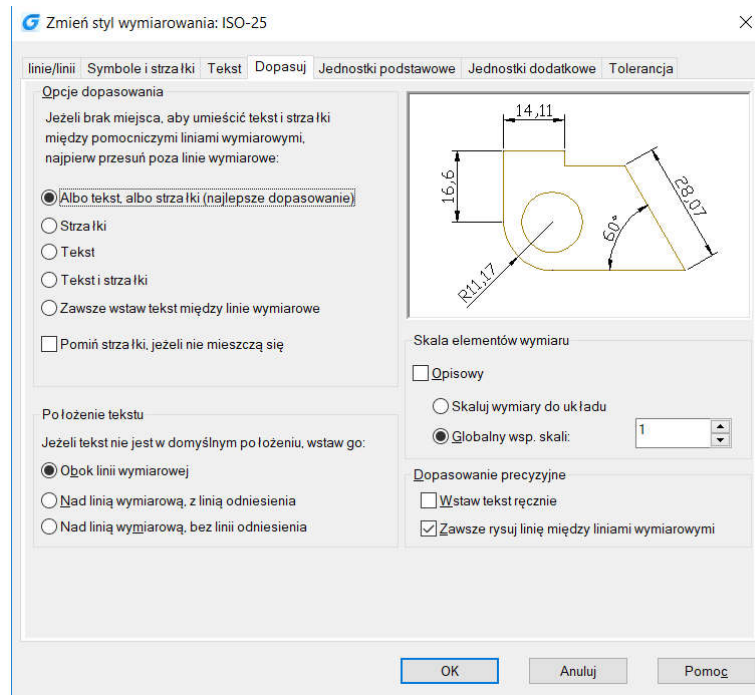 Zmień styl wymiarowania: ISO-25
linie/linii Symbole i strzałki Tekst Dopasuj Jednostki podstawowe Jednostki dodatkowe Tolerancja
Opcje dopasowania
Jeżeli brak miejsca, aby umieścić tekst i strzałki
między pomocniczymi liniami wymiarowymi,
najpierw przesuń poza linie wymiarowe:
Albo tekst, albo strzałki (najlepsze dopasowanie)
Strzałki
Tekst
Tekst i strzałki
Zawsze wstaw tekst między linie wymiarowe
Pomiń strzałki, jeżeli nie mieszczą się
Położenie tekstu
Jeżeli tekst nie jest w domyślnym położeniu, wstaw go:
Obok linii wymiarowej
Nad linią wymiarową, z linią odniesienia
Nad linią wymiarową, bez linii odniesienia
14,11
16,6
28,07
60°
R11,17
Skala elementów wymiaru
Opisowy
Skaluj wymiary do układu
Globalny wsp. skali: 1
Dopasowanie precyzyjne
Wstaw tekst ręcznie
Zawsze rysuj linię między liniami wymiarowymi
OK Anuluj Pomoc